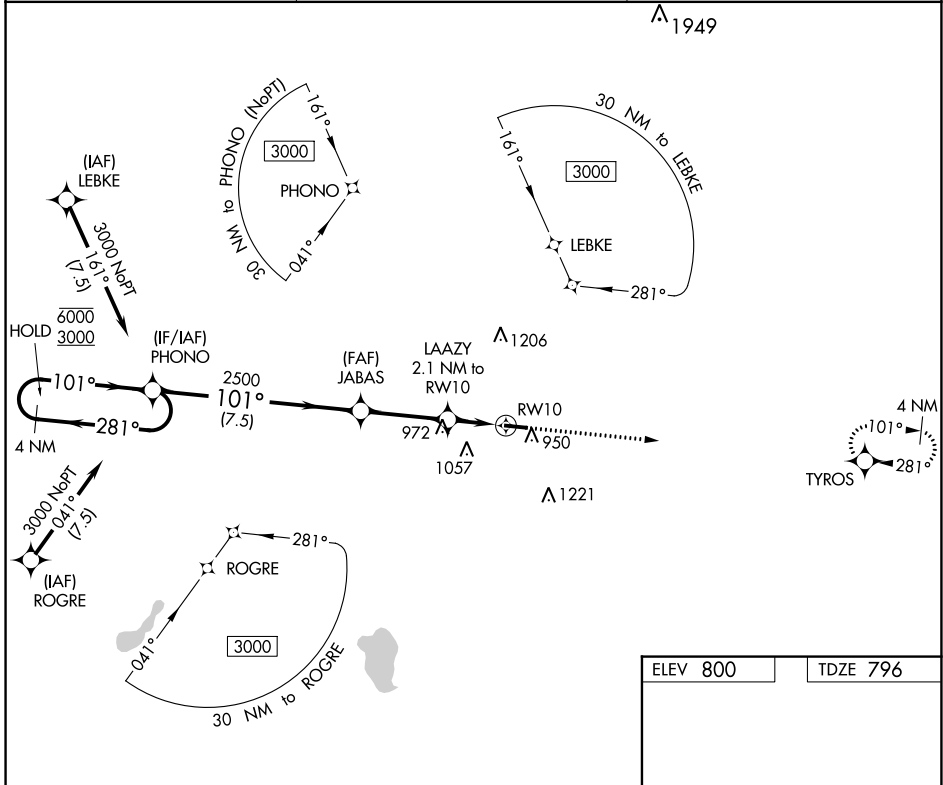 1949
30 NM to PHONO (NoPT)
161°
3000
PHONO
041°
30 NM
30 NM to LEBKE
161°
3000
LEBKE
281°
(IAF)
LEBKE
3000 NoPT
161°
(7.5)
HOLD
6000
3000
(IF/IAF)
PHONO
101°
281°
4 NM
2500
101°
(7.5)
(FAF)
JABAS
LAAZY
2.1 NM to
RW10
1206
RW10
972
950
1057
1221
4 NM
101°
281°
TYROS
3000 NoPT
041°
(7.5)
(IAF)
ROGRE
281°
ROGRE
041°
3000
30 NM to ROGRE
ELEV 800
TDZE 796